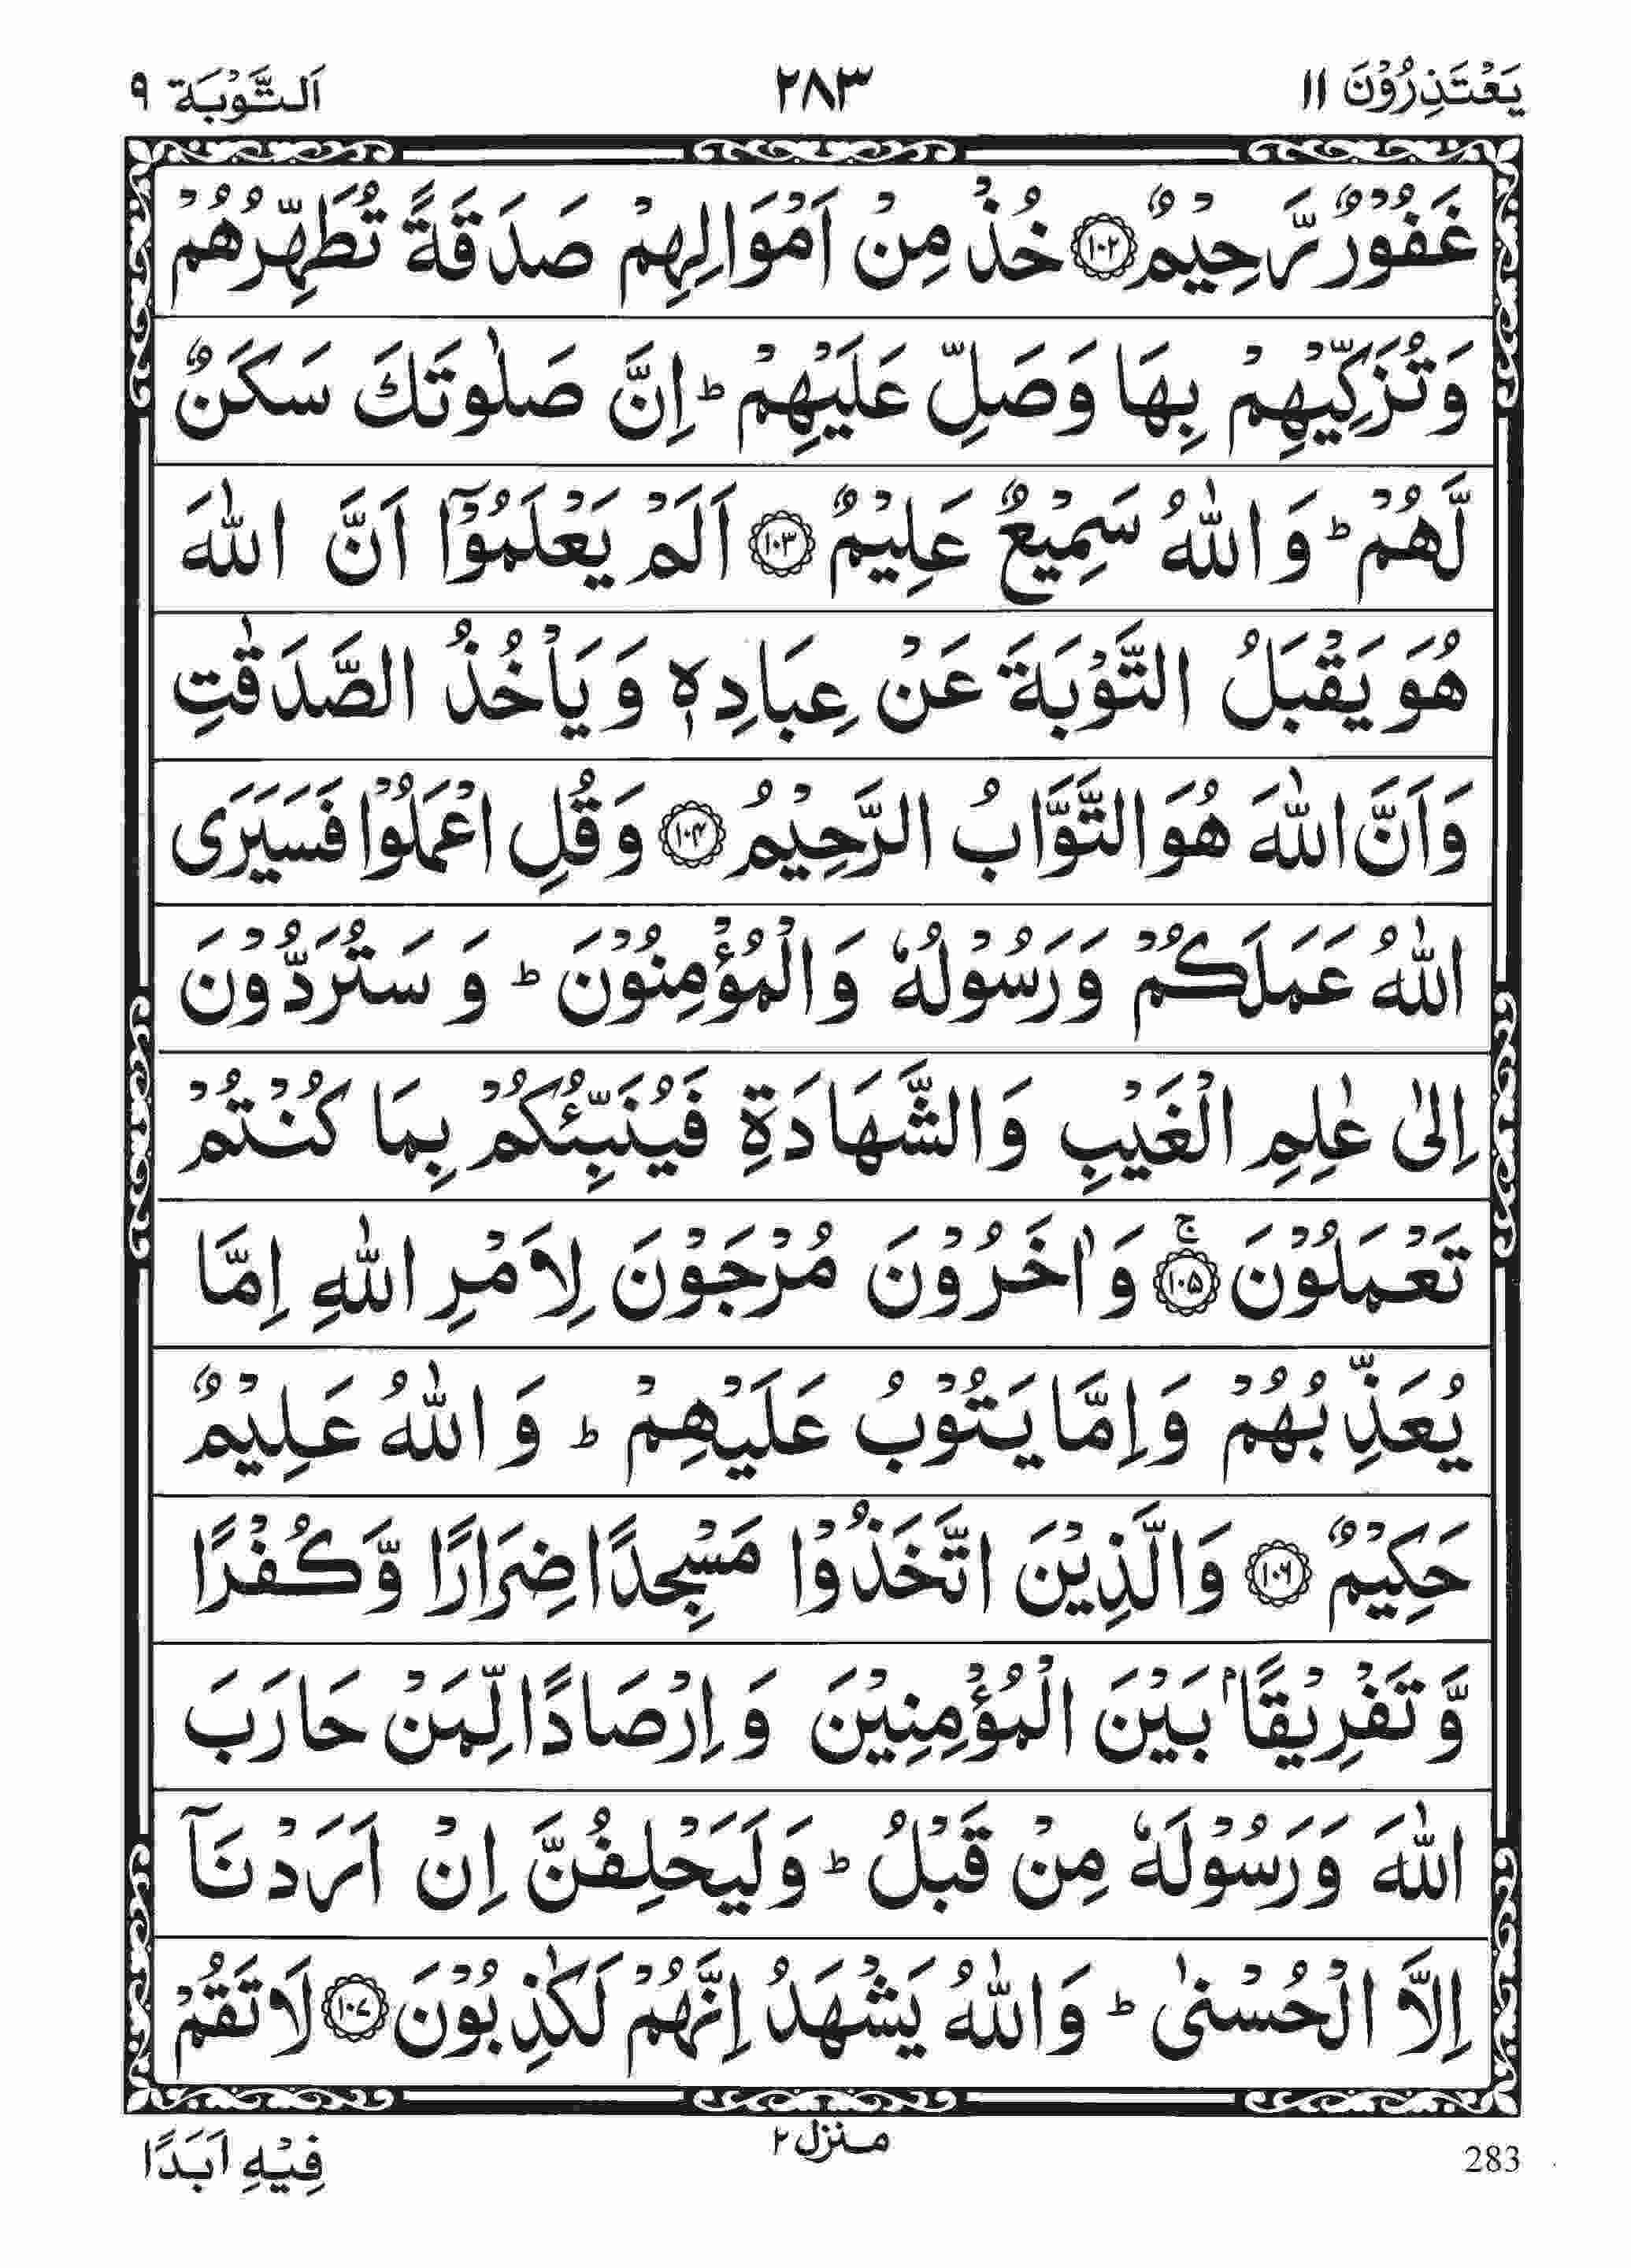 يَعْتَذِرُوْنَ ١١
٢٨٣
اَلتَّوْبَة ٩
غَفُوْرٌ رَّحِيْمٌ ﴿١٠٢﴾ خُذْ مِنْ اَمْوَالِهِمْ صَدَقَةً تُطَهِّرُهُمْ
وَتُزَكِّيْهِمْ بِهَا وَصَلِّ عَلَيْهِمْ ؕ اِنَّ صَلٰوتَكَ سَكَنٌ
لَّهُمْ ؕ وَاللّٰهُ سَمِيْعٌ عَلِيْمٌ ﴿١٠٣﴾ اَلَمْ يَعْلَمُوْۤا اَنَّ اللّٰهَ
هُوَ يَقْبَلُ التَّوْبَةَ عَنْ عِبَادِهٖ وَيَاْخُذُ الصَّدَقٰتِ
وَاَنَّ اللّٰهَ هُوَ التَّوَّابُ الرَّحِيْمُ ﴿١٠٤﴾ وَقُلِ اعْمَلُوْا فَسَيَرَى
اللّٰهُ عَمَلَكُمْ وَرَسُوْلُهٗ وَالْمُؤْمِنُوْنَ ؕ وَسَتُرَدُّوْنَ
اِلٰى عٰلِمِ الْغَيْبِ وَالشَّهَادَةِ فَيُنَبِّئُكُمْ بِمَا كُنْتُمْ
تَعْمَلُوْنَ ۚ﴿١٠٥﴾ وَاٰخَرُوْنَ مُرْجَوْنَ لِاَمْرِ اللّٰهِ اِمَّا
يُعَذِّبُهُمْ وَاِمَّا يَتُوْبُ عَلَيْهِمْ ؕ وَاللّٰهُ عَلِيْمٌ
حَكِيْمٌ ﴿١٠٦﴾ وَالَّذِيْنَ اتَّخَذُوْا مَسْجِدًا ضِرَارًا وَّكُفْرًا
وَّتَفْرِيْقًۢا بَيْنَ الْمُؤْمِنِيْنَ وَاِرْصَادًا لِّمَنْ حَارَبَ
اللّٰهَ وَرَسُوْلَهٗ مِنْ قَبْلُ ؕ وَلَيَحْلِفُنَّ اِنْ اَرَدْنَاۤ
اِلَّا الْحُسْنٰى ؕ وَاللّٰهُ يَشْهَدُ اِنَّهُمْ لَكٰذِبُوْنَ ﴿١٠٧﴾ لَا تَقُمْ
283
منزل ٢
فِيْهِ اَبَدًا